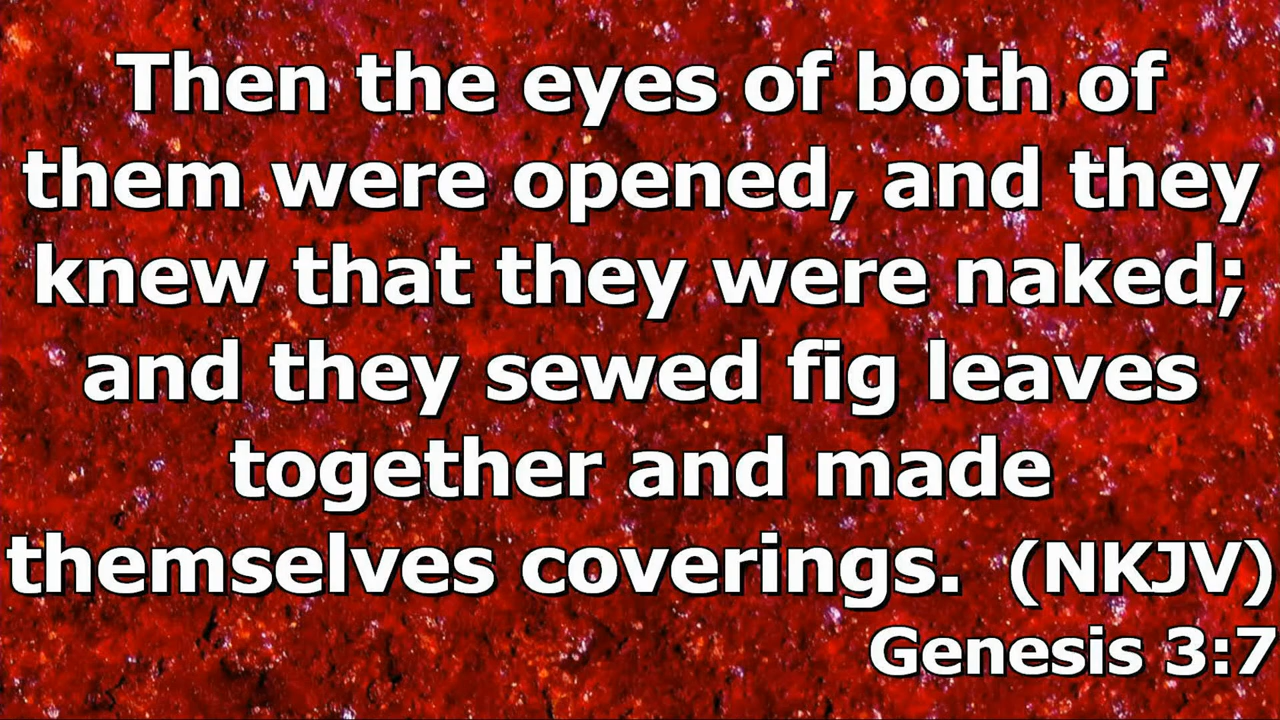 Then the eyes of both of
them were opened, and they
knew that they were naked;
and they sewed fig leaves
together and made
themselves coverings.  (NKJV)
Genesis 3:7